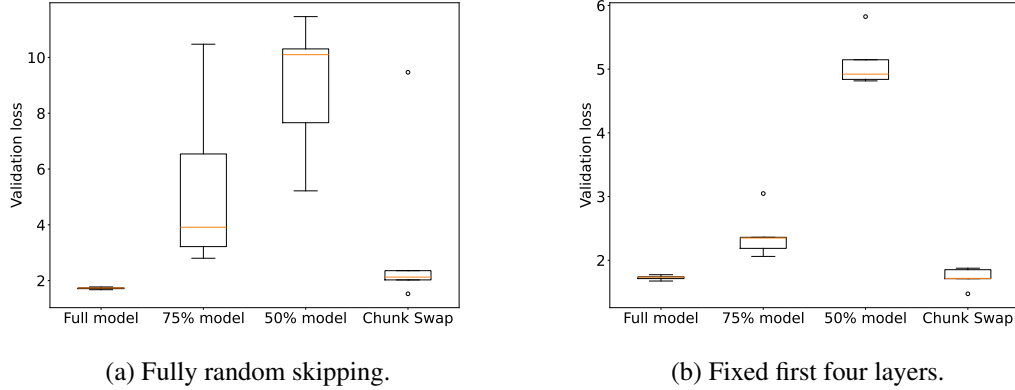 Validation loss
10
8
6
4
2
Full model 75% model 50% model Chunk Swap
(a) Fully random skipping.
Validation loss
6
5
4
3
2
Full model 75% model 50% model Chunk Swap
(b) Fixed first four layers.